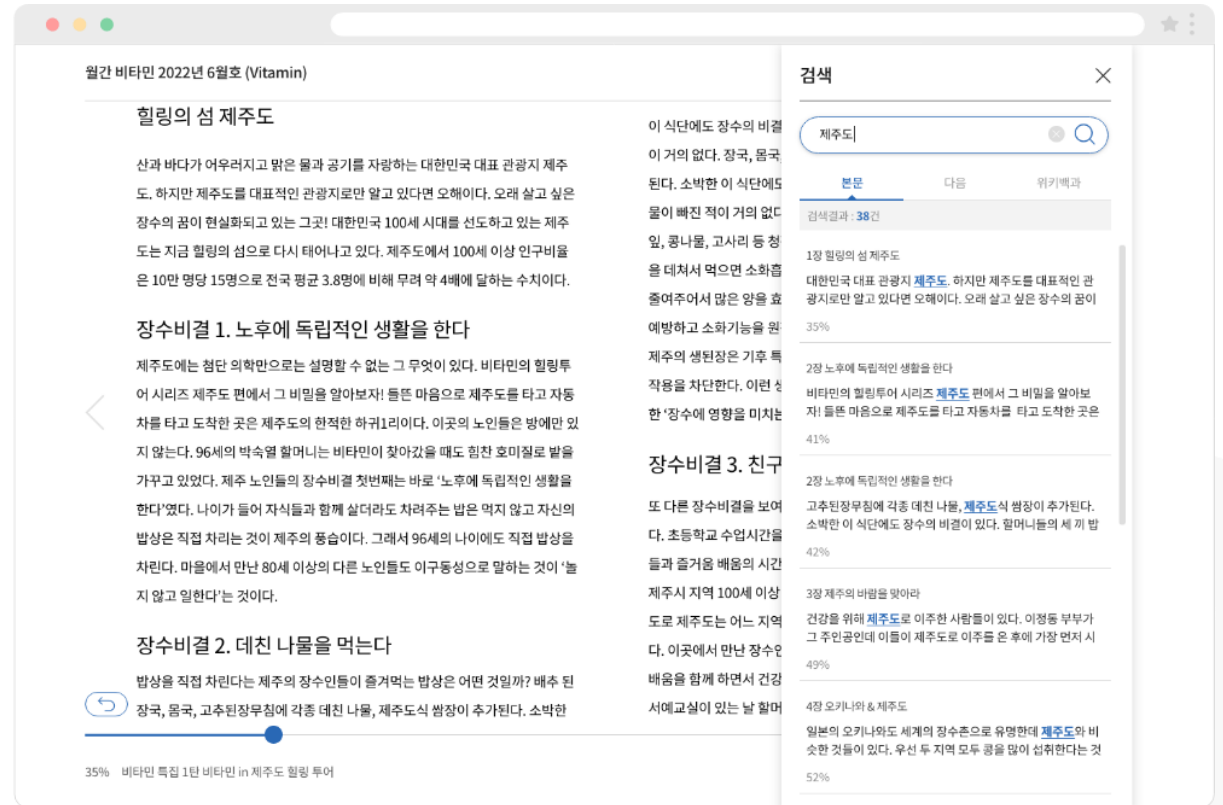 월간 비타민 2022년 6월호 (Vitamin)
힐링의 섬 제주도
산과 바다가 어우러지고 맑은 물과 공기를 자랑하는 대한민국 대표 관광지 제주
도. 하지만 제주도를 대표적인 관광지로만 알고 있다면 오해이다. 오래 살고 싶은
장수의 꿈이 현실화되고 있는 그곳! 대한민국 100세 시대를 선도하고 있는 제주
도는 지금 힐링의 섬으로 다시 태어나고 있다. 제주도에서 100세 이상 인구비율
은 10만 명당 15명으로 전국 평균 3.8명에 비해 무려 약 4배에 달하는 수치이다.
장수비결 1. 노후에 독립적인 생활을 한다
제주도에는 첨단 의학만으로는 설명할 수 없는 그 무엇이 있다. 비타민의 힐링투
어 시리즈 제주도 편에서 그 비밀을 알아보자! 들뜬 마음으로 제주도를 타고 자동
차를 타고 도착한 곳은 제주도의 한적한 하귀1리이다. 이곳의 노인들은 방에만 있
지 않는다. 96세의 박숙열 할머니는 비타민이 찾아갔을 때도 힘찬 호미질로 밭을
가꾸고 있었다. 제주 노인들의 장수비결 첫번째는 바로 ‘노후에 독립적인 생활을
한다’였다. 나이가 들어 자식들과 함께 살더라도 차려주는 밥은 먹지 않고 자신의
밥상은 직접 차리는 것이 제주의 풍습이다. 그래서 96세의 나이에도 직접 밥상을
차린다. 마을에서 만난 80세 이상의 다른 노인들도 이구동성으로 말하는 것이 ‘놀
지 않고 일한다’는 것이다.
장수비결 2. 데친 나물을 먹는다
밥상을 직접 차린다는 제주의 장수인들이 즐겨먹는 밥상은 어떤 것일까? 배추 된
장국, 몸국, 고추된장무침에 각종 데친 나물, 제주도식 쌈장이 추가된다. 소박한
이 식단에도 장수의 비결
이 거의 없다. 장국, 몸국
된다. 소박한 이 식단에도
물이 빠진 적이 거의 없다
잎, 콩나물, 고사리 등 청
을 데쳐서 먹으면 소화흡
줄여주어서 많은 양을 효
예방하고 소화기능을 원
제주의 생된장은 기후 특
작용을 차단한다. 이런 생
한 ‘장수에 영향을 미치는
장수비결 3. 친구
또 다른 장수비결을 보여
다. 초등학교 수업시간을
들과 즐거움 배움의 시간
제주시 지역 100세 이상
도로 제주도는 어느 지역
다. 이곳에서 만난 장수인
배움을 함께 하면서 건강
서예교실이 있는 날 할머
35% 비타민 특집 1탄 비타민 in 제주도 힐링 투어
검색
제주도
본문 다음 위키백과
검색결과 : 38건
1장 힐링의 섬 제주도
대한민국 대표 관광지 제주도. 하지만 제주도를 대표적인 관
광지로만 알고 있다면 오해이다. 오래 살고 싶은 장수의 꿈이
35%
2장 노후에 독립적인 생활을 한다
비타민의 힐링투어 시리즈 제주도 편에서 그 비밀을 알아보
자! 들뜬 마음으로 제주도를 타고 자동차를 타고 도착한 곳은
41%
2장 노후에 독립적인 생활을 한다
고추된장무침에 각종 데친 나물, 제주도식 쌈장이 추가된다.
소박한 이 식단에도 장수의 비결이 있다. 할머니들의 세 끼 밥
42%
3장 제주의 바람을 맞아라
건강을 위해 제주도로 이주한 사람들이 있다. 이정동 부부가
그 주인공인데 이들이 제주도로 이주를 온 후에 가장 먼저 시
49%
4장 오키나와 & 제주도
일본의 오키나와도 세계의 장수촌으로 유명한데 제주도와 비
슷한 것들이 있다. 우선 두 지역 모두 콩을 많이 섭취한다는 것
52%